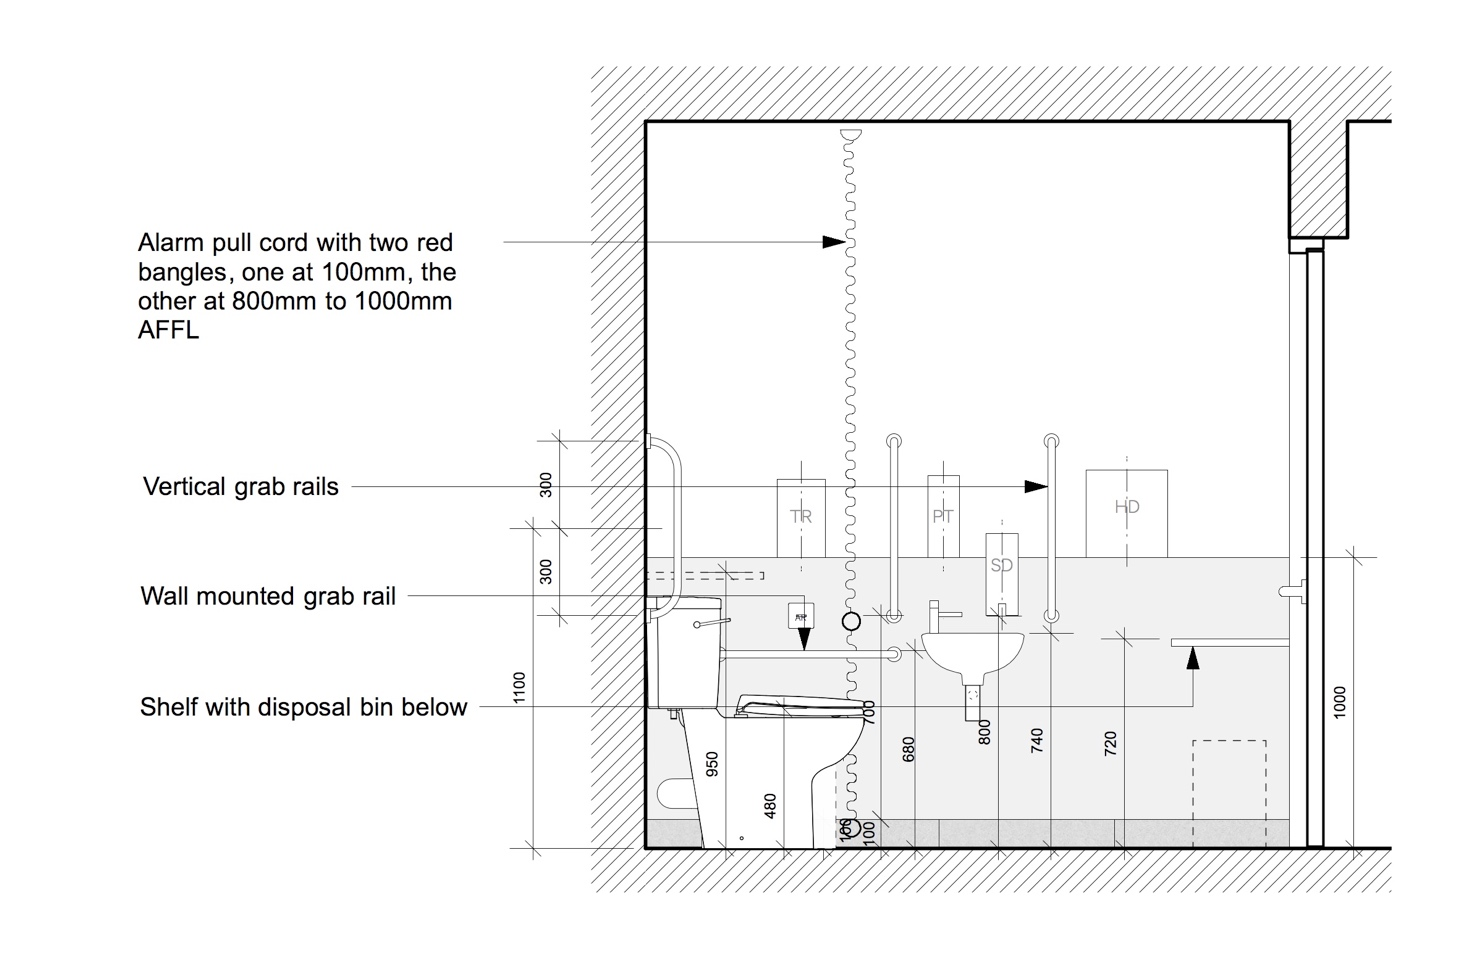 Alarm pull cord with two red
bangles, one at 100mm, the
other at 800mm to 1000mm
AFFL
Vertical grab rails
Wall mounted grab rail
Shelf with disposal bin below
300
300
1100
TR
PT
SD
HD
950
480
700
100
100
680
800
740
720
1000